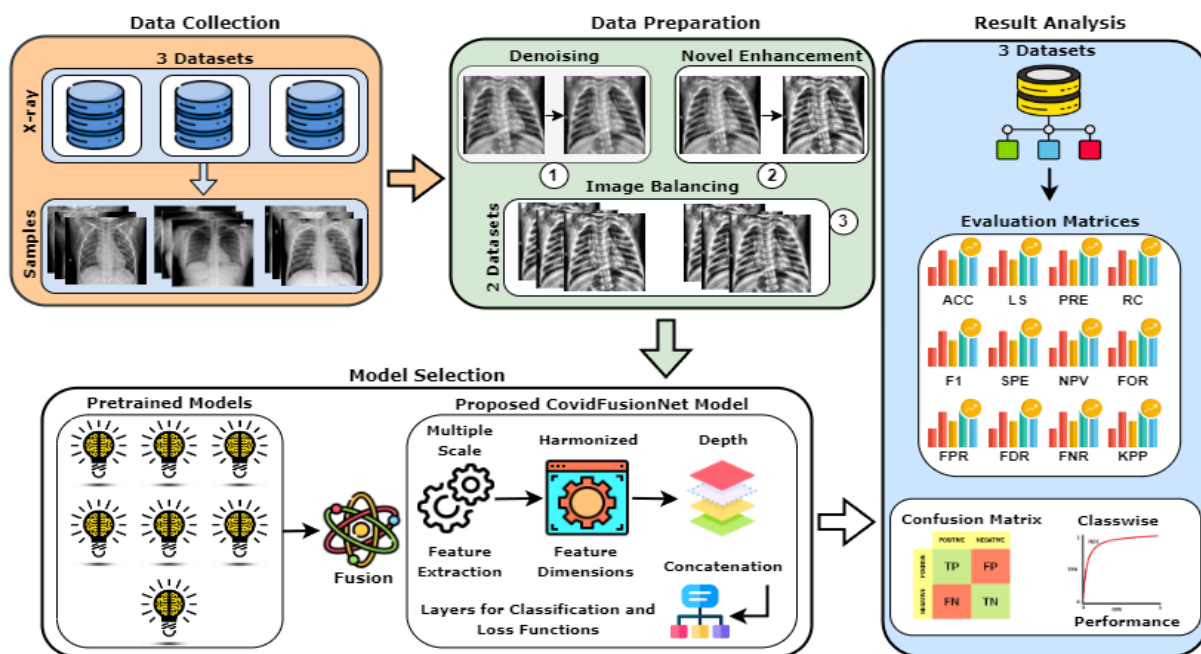 Data Collection
3 Datasets
X-ray
Samples
Data Preparation
Denoising
Novel Enhancement
1
2
Image Balancing
3
2 Datasets
Result Analysis
3 Datasets
Evaluation Matrices
ACC LS PRE RC
F1 SPE NPV FOR
FPR FDR FNR KPP
Confusion Matrix
POSITIVE NEGATIVE
POSITIVE
TP FP
NEGATIVE
FN TN
Classwise
Performance
Model Selection
Pretrained Models
Fusion
Proposed CovidFusionNet Model
Multiple
Scale
Feature
Extraction
Harmonized
Feature
Dimensions
Depth
Concatenation
Layers for Classification and
Loss Functions